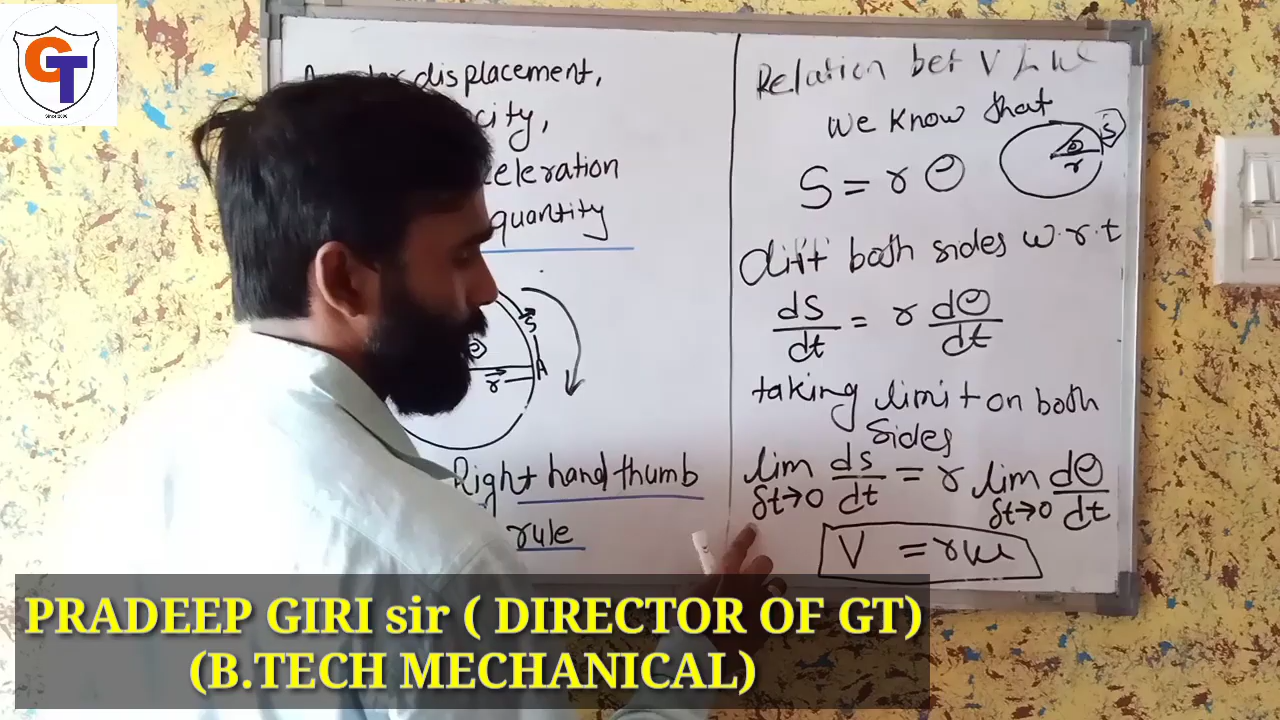 GT
Since 2006
displacement,
quantity
S
θ
r
A
Right hand thumb
rule
Relation bet V & ω
we know that
S
θ
r
S = r θ
diff both sides w.r.t
dS/dt = r dθ/dt
taking limit on both
sides
lim δt→0 ds/dt = r lim δt→0 dθ/dt
V = rω
PRADEEP GIRI sir ( DIRECTOR OF GT)
(B.TECH MECHANICAL)